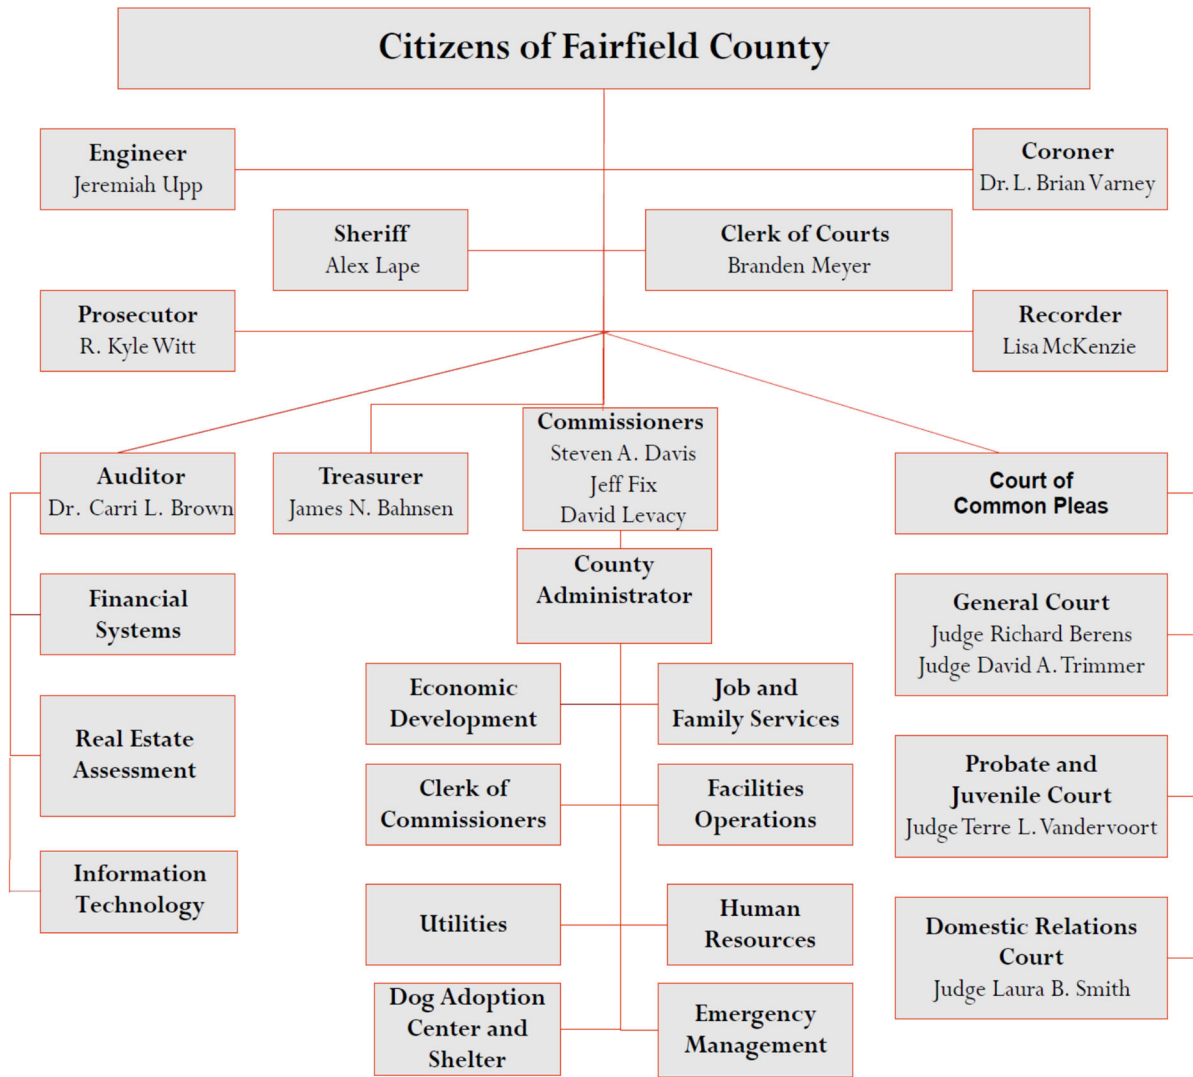 Citizens of Fairfield County
Engineer
Jeremiah Upp
Coroner
Dr. L. Brian Varney
Sheriff
Alex Lape
Clerk of Courts
Branden Meyer
Prosecutor
R. Kyle Witt
Recorder
Lisa McKenzie
Auditor
Dr. Carri L. Brown
Treasurer
James N. Bahnsen
Commissioners
Steven A. Davis
Jeff Fix
David Levacy
Court of
Common Pleas
County
Administrator
Financial
Systems
General Court
Judge Richard Berens
Judge David A. Trimmer
Economic
Development
Job and
Family Services
Real Estate
Assessment
Clerk of
Commissioners
Facilities
Operations
Probate and
Juvenile Court
Judge Terre L. Vandervoort
Information
Technology
Utilities
Human
Resources
Domestic Relations
Court
Judge Laura B. Smith
Dog Adoption
Center and
Shelter
Emergency
Management